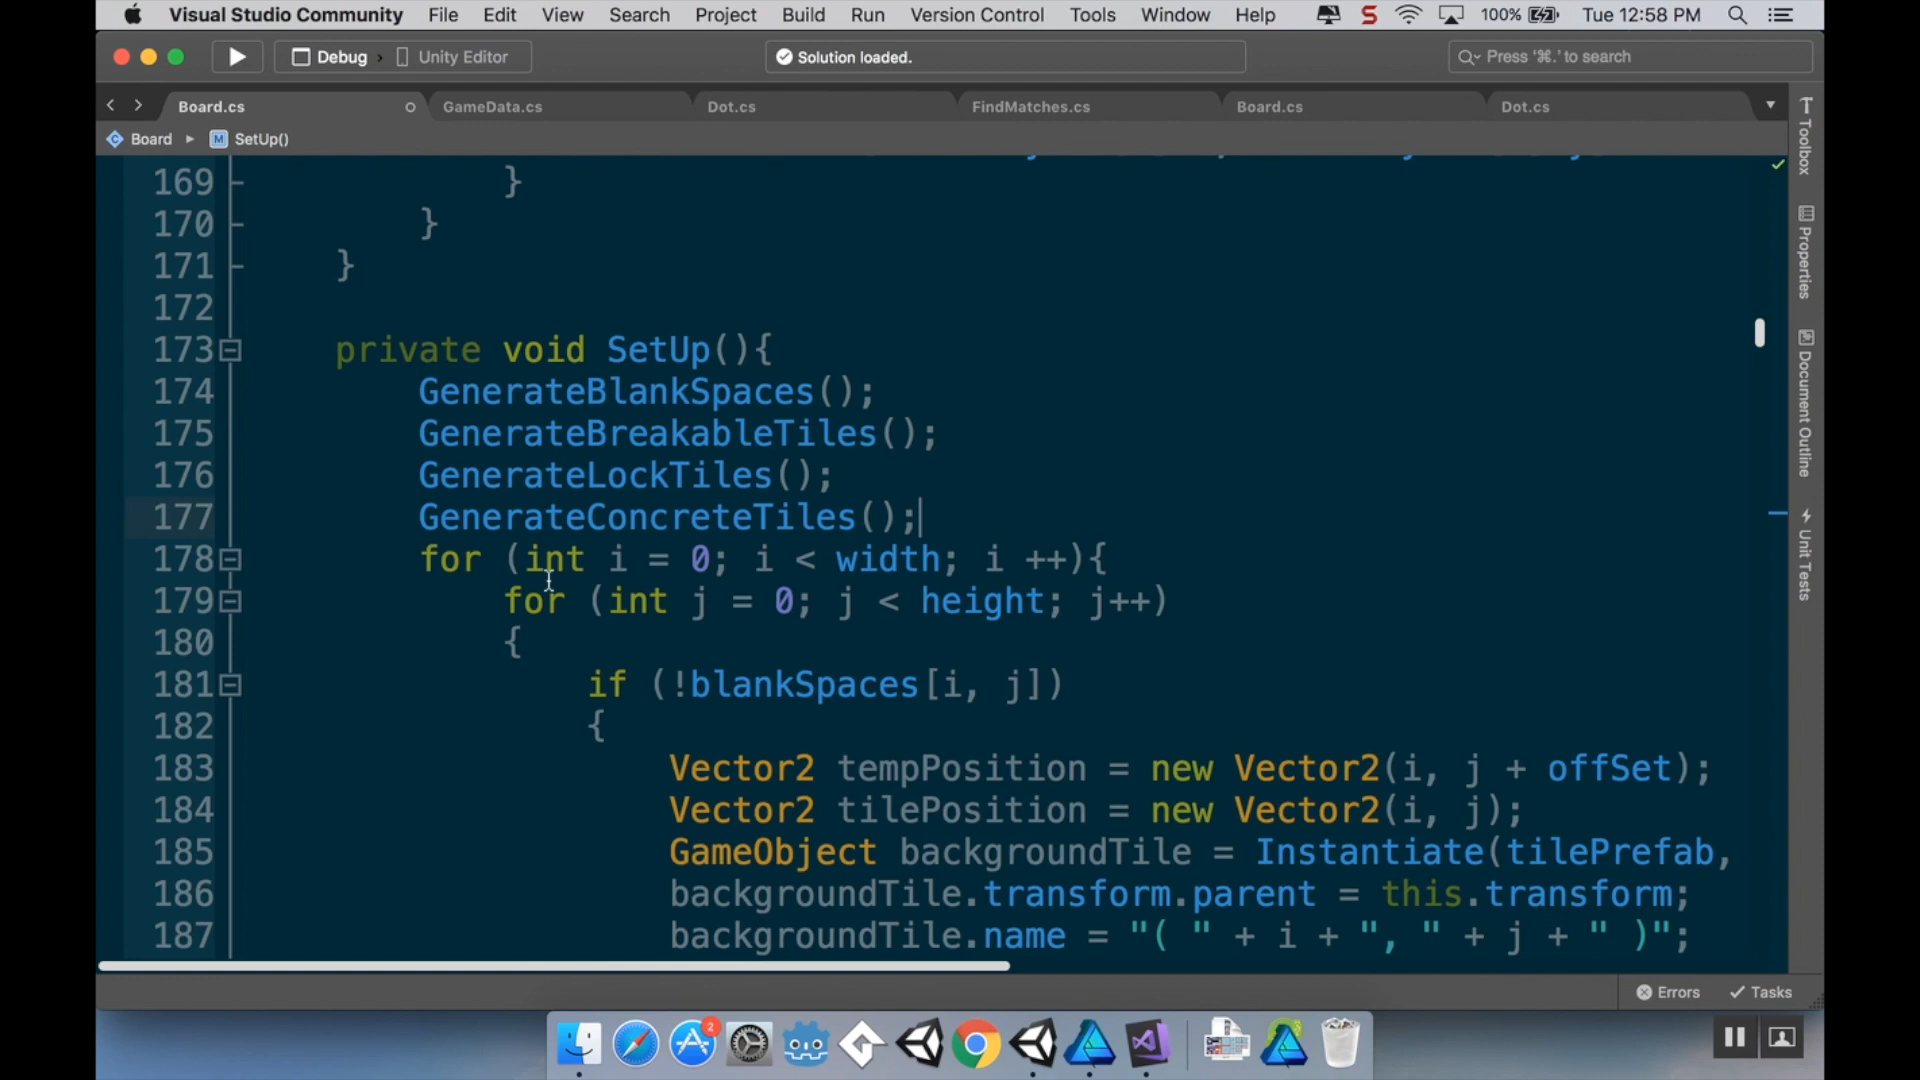 Visual Studio Community File Edit View Search Project Build Run Version Control Tools Window Help S 100% Tue 12:58 PM
Debug › Unity Editor Solution loaded. Press '⌘.' to search
Board.cs GameData.cs Dot.cs FindMatches.cs Board.cs Dot.cs
Board ▸ M SetUp()
169 }
170 }
171 }
172
173 private void SetUp(){
174 GenerateBlankSpaces();
175 GenerateBreakableTiles();
176 GenerateLockTiles();
177 GenerateConcreteTiles();
178 for (int i = 0; i < width; i ++){
179 for (int j = 0; j < height; j++)
180 {
181 if (!blankSpaces[i, j])
182 {
183 Vector2 tempPosition = new Vector2(i, j + offSet);
184 Vector2 tilePosition = new Vector2(i, j);
185 GameObject backgroundTile = Instantiate(tilePrefab,
186 backgroundTile.transform.parent = this.transform;
187 backgroundTile.name = "( " + i + ", " + j + " )";
Toolbox
Properties
Document Outline
Unit Tests
Errors Tasks
2